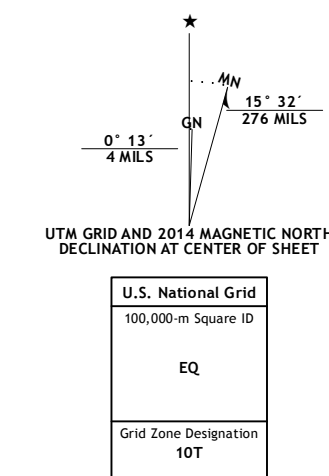 ★
MN
GN
15° 32´
276 MILS
0° 13´
4 MILS
UTM GRID AND 2014 MAGNETIC NORTH
DECLINATION AT CENTER OF SHEET
U.S. National Grid
100,000-m Square ID
EQ
Grid Zone Designation
10T